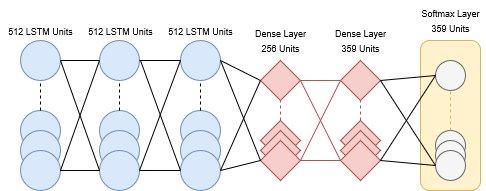 512 LSTM Units
512 LSTM Units
512 LSTM Units
Dense Layer
256 Units
Dense Layer
359 Units
Softmax Layer
359 Units